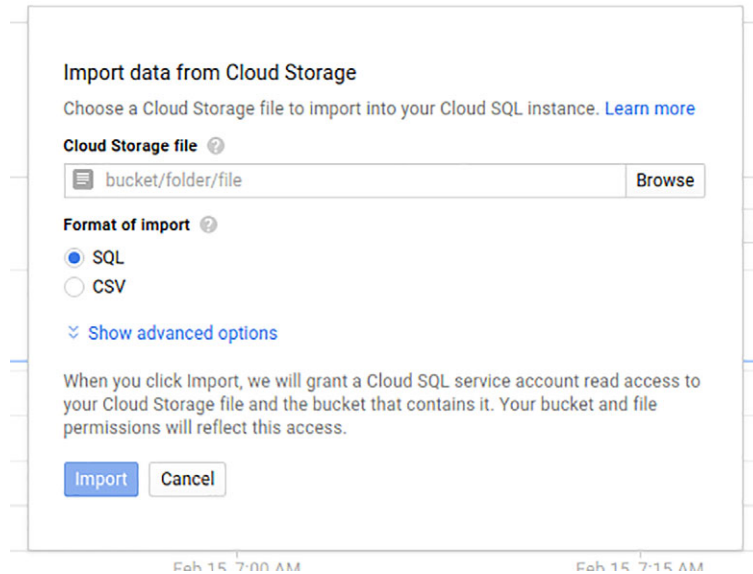 Import data from Cloud Storage
Choose a Cloud Storage file to import into your Cloud SQL instance. Learn more
Cloud Storage file ?
bucket/folder/file Browse
Format of import ?
SQL
CSV
Show advanced options
When you click Import, we will grant a Cloud SQL service account read access to
your Cloud Storage file and the bucket that contains it. Your bucket and file
permissions will reflect this access.
Import Cancel
Feb 15, 7:00 AM Feb 15, 7:15 AM